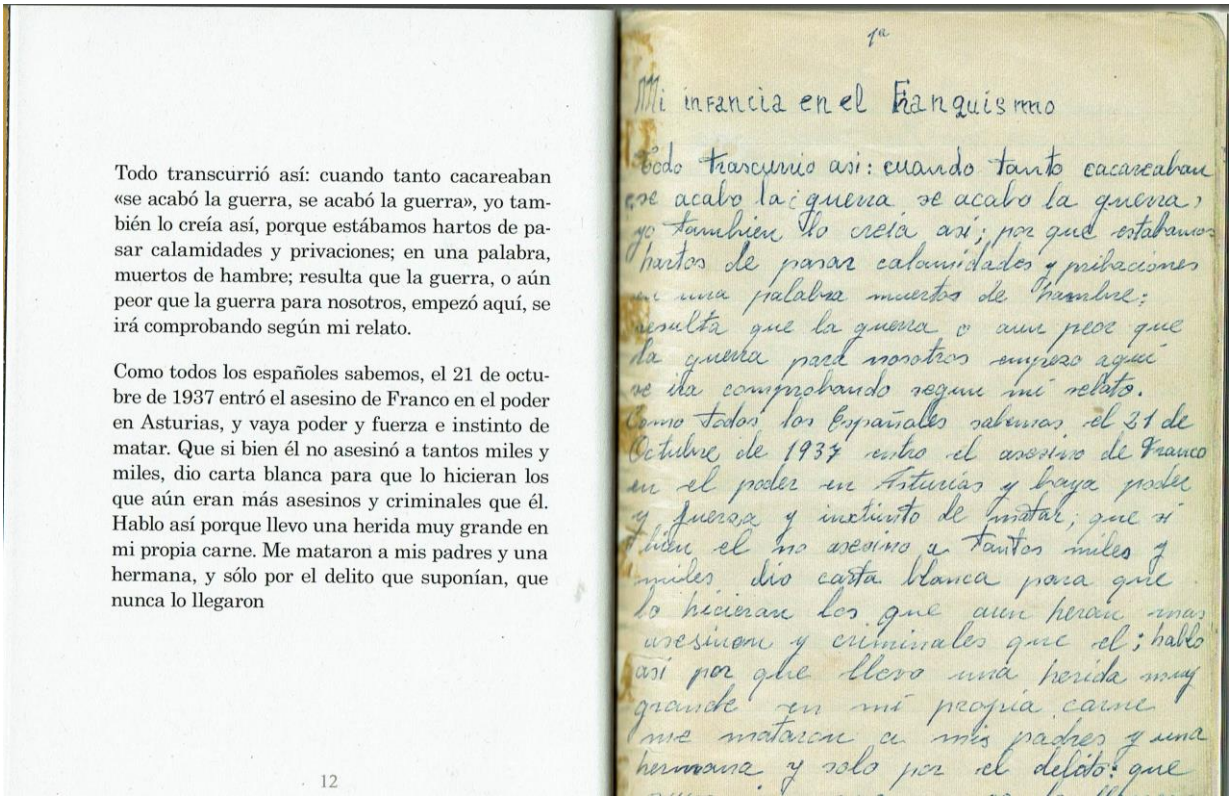 Todo transcurrió así: cuando tanto cacareaban
«se acabó la guerra, se acabó la guerra», yo tam-
bién lo creía así, porque estábamos hartos de pa-
sar calamidades y privaciones; en una palabra,
muertos de hambre; resulta que la guerra, o aún
peor que la guerra para nosotros, empezó aquí, se
irá comprobando según mi relato.
Como todos los españoles sabemos, el 21 de octu-
bre de 1937 entró el asesino de Franco en el poder
en Asturias, y vaya poder y fuerza e instinto de
matar. Que si bien él no asesinó a tantos miles y
miles, dio carta blanca para que lo hicieran los
que aún eran más asesinos y criminales que él.
Hablo así porque llevo una herida muy grande en
mi propia carne. Me mataron a mis padres y una
hermana, y sólo por el delito que suponían, que
nunca lo llegaron
12
1ª
Mi infancia en el Franquismo
Todo trascurrio asi: cuando tanto cacareaban
se acabo la guerra se acabo la guerra,
yo tambien lo creía asi; por que estabamos
hartos de pasar calamidades y pribaciones
en una palabra muertos de hambre;
resulta que la guerra o aun peor que
la guerra para nosotros empezo aquí
se ira comprobando segun mi relato.
Como todos los Españoles sabemos, el 21 de
Octubre de 1937 entro el asesino de Franco
en el poder en Asturias y baya poder
y fuerza y instinto de matar; que si
bien el no asesino a tantos miles y
miles dio carta blanca para que
lo hicieran los que aun heran mas
asesinon y criminales que el; hablo
así por que llevo una herida muy
grande en mi propia carne
me mataron a mis padres y una
hermana y solo por el delito: que